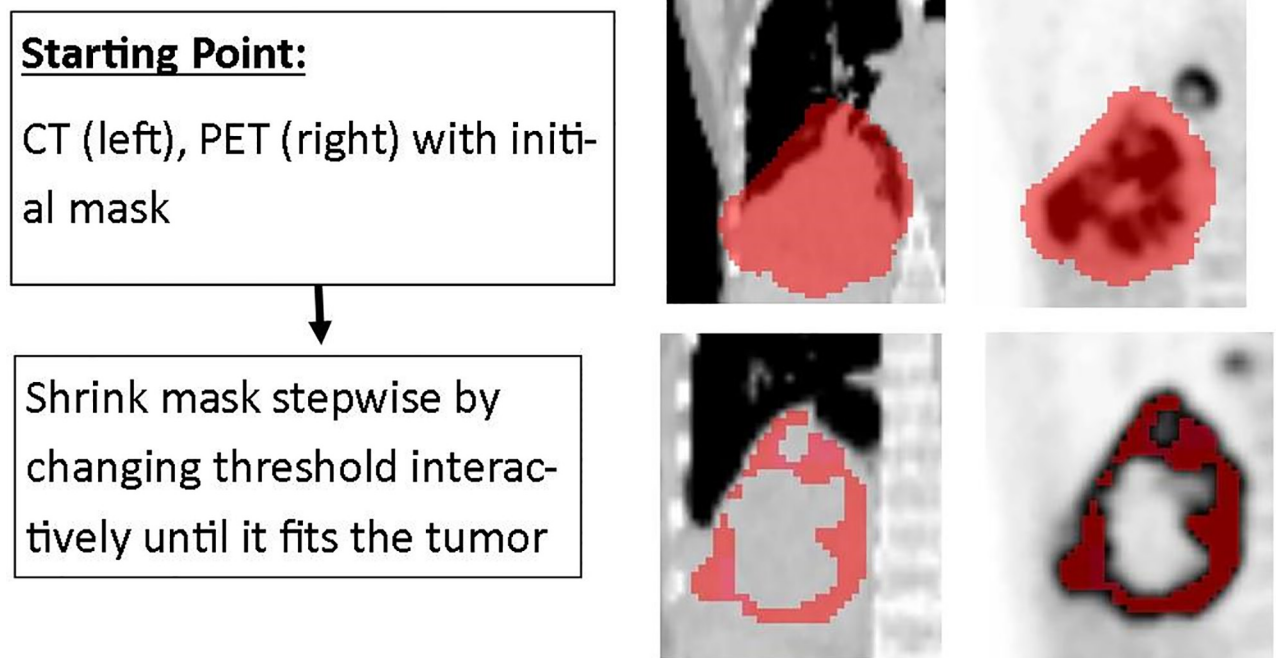 Starting Point:
CT (left), PET (right) with initi-
al mask
Shrink mask stepwise by
changing threshold interac-
tively until it fits the tumor